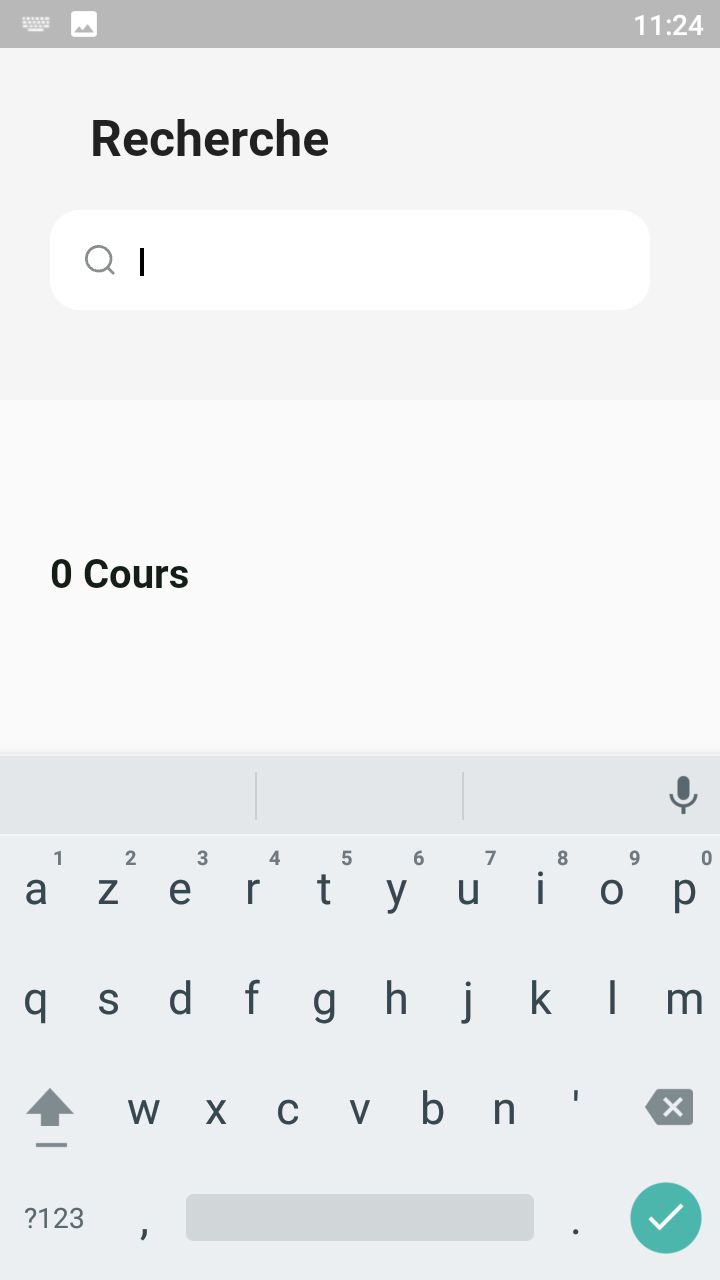 11:24
Recherche
0 Cours
1 2 3 4 5 6 7 8 9 0
a z e r t y u i o p
q s d f g h j k l m
w x c v b n '
?123 , .